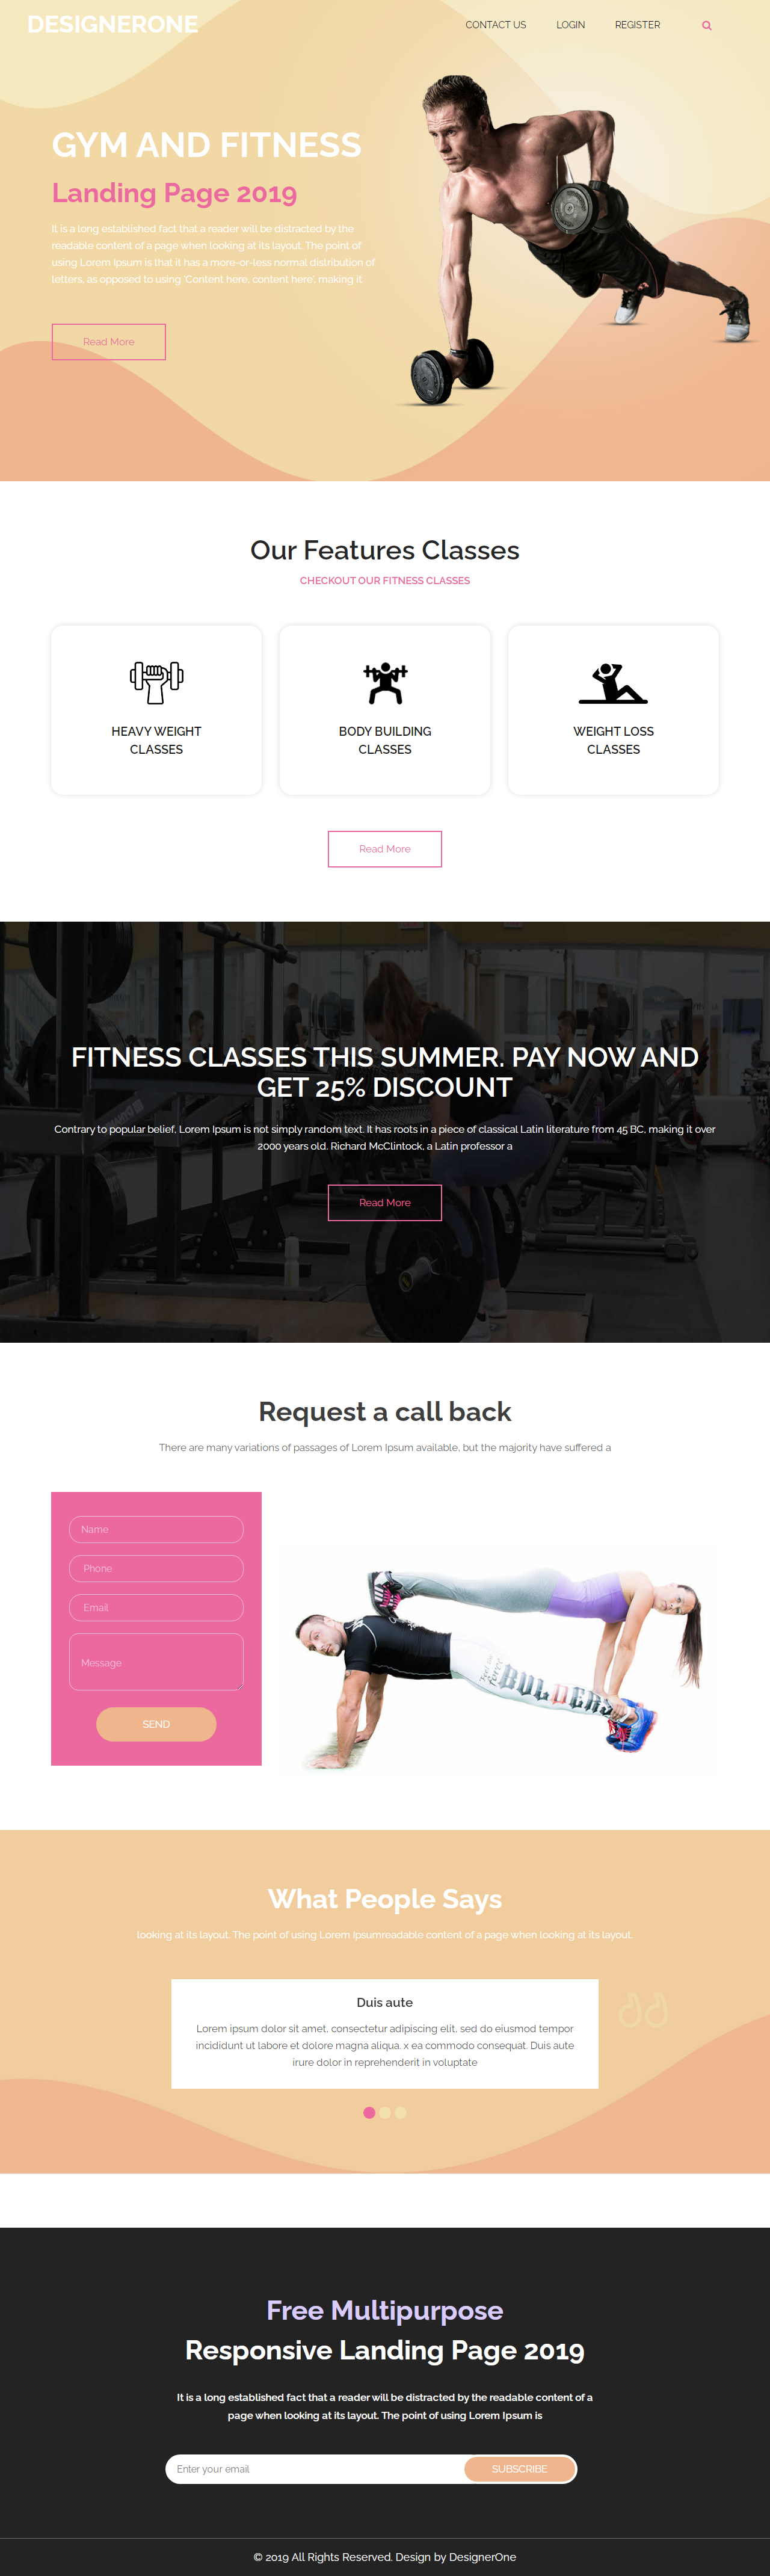 DESIGNERONE
CONTACT US LOGIN REGISTER
GYM AND FITNESS
Landing Page 2019
It is a long established fact that a reader will be distracted by the
readable content of a page when looking at its layout. The point of
using Lorem Ipsum is that it has a more-or-less normal distribution of
letters, as opposed to using 'Content here, content here', making it
Read More
Our Features Classes
CHECKOUT OUR FITNESS CLASSES
HEAVY WEIGHT
CLASSES
BODY BUILDING
CLASSES
WEIGHT LOSS
CLASSES
Read More
FITNESS CLASSES THIS SUMMER. PAY NOW AND
GET 25% DISCOUNT
Contrary to popular belief, Lorem Ipsum is not simply random text. It has roots in a piece of classical Latin literature from 45 BC, making it over
2000 years old. Richard McClintock, a Latin professor a
Read More
Request a call back
There are many variations of passages of Lorem Ipsum available, but the majority have suffered a
Name
Phone
Email
Message
SEND
What People Says
looking at its layout. The point of using Lorem Ipsumreadable content of a page when looking at its layout.
Duis aute
Lorem ipsum dolor sit amet, consectetur adipiscing elit, sed do eiusmod tempor
incididunt ut labore et dolore magna aliqua. x ea commodo consequat. Duis aute
irure dolor in reprehenderit in voluptate
Free Multipurpose
Responsive Landing Page 2019
It is a long established fact that a reader will be distracted by the readable content of a
page when looking at its layout. The point of using Lorem Ipsum is
Enter your email
SUBSCRIBE
© 2019 All Rights Reserved. Design by DesignerOne